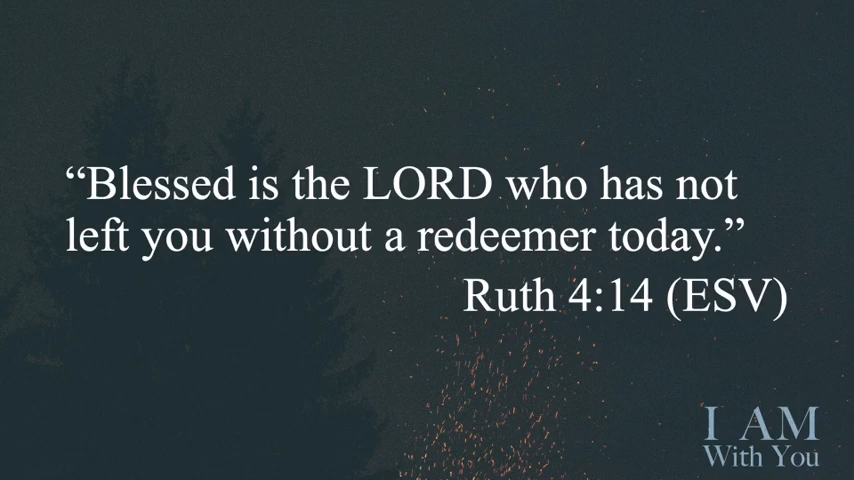 “Blessed is the LORD who has not
left you without a redeemer today.”
Ruth 4:14 (ESV)
I AM
With You